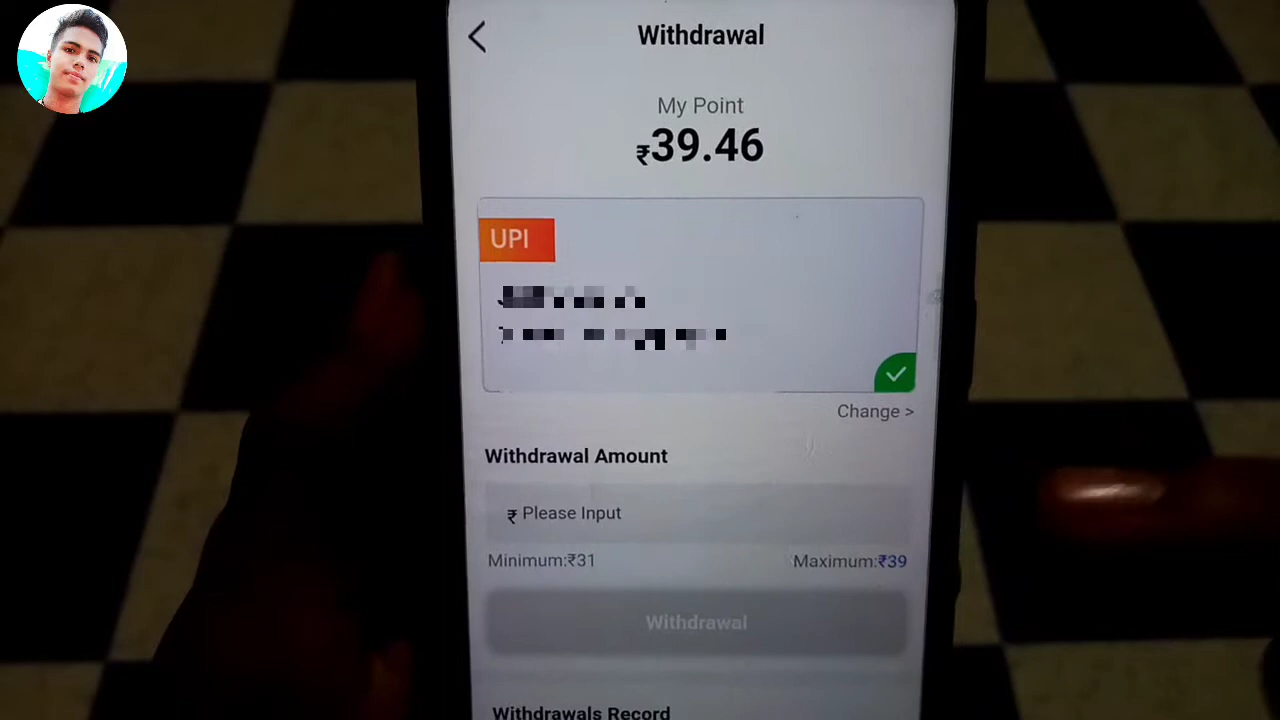 Withdrawal
My Point
₹39.46
UPI
Change >
Withdrawal Amount
₹ Please Input
Minimum:₹31
Maximum:₹39
Withdrawal
Withdrawals Record